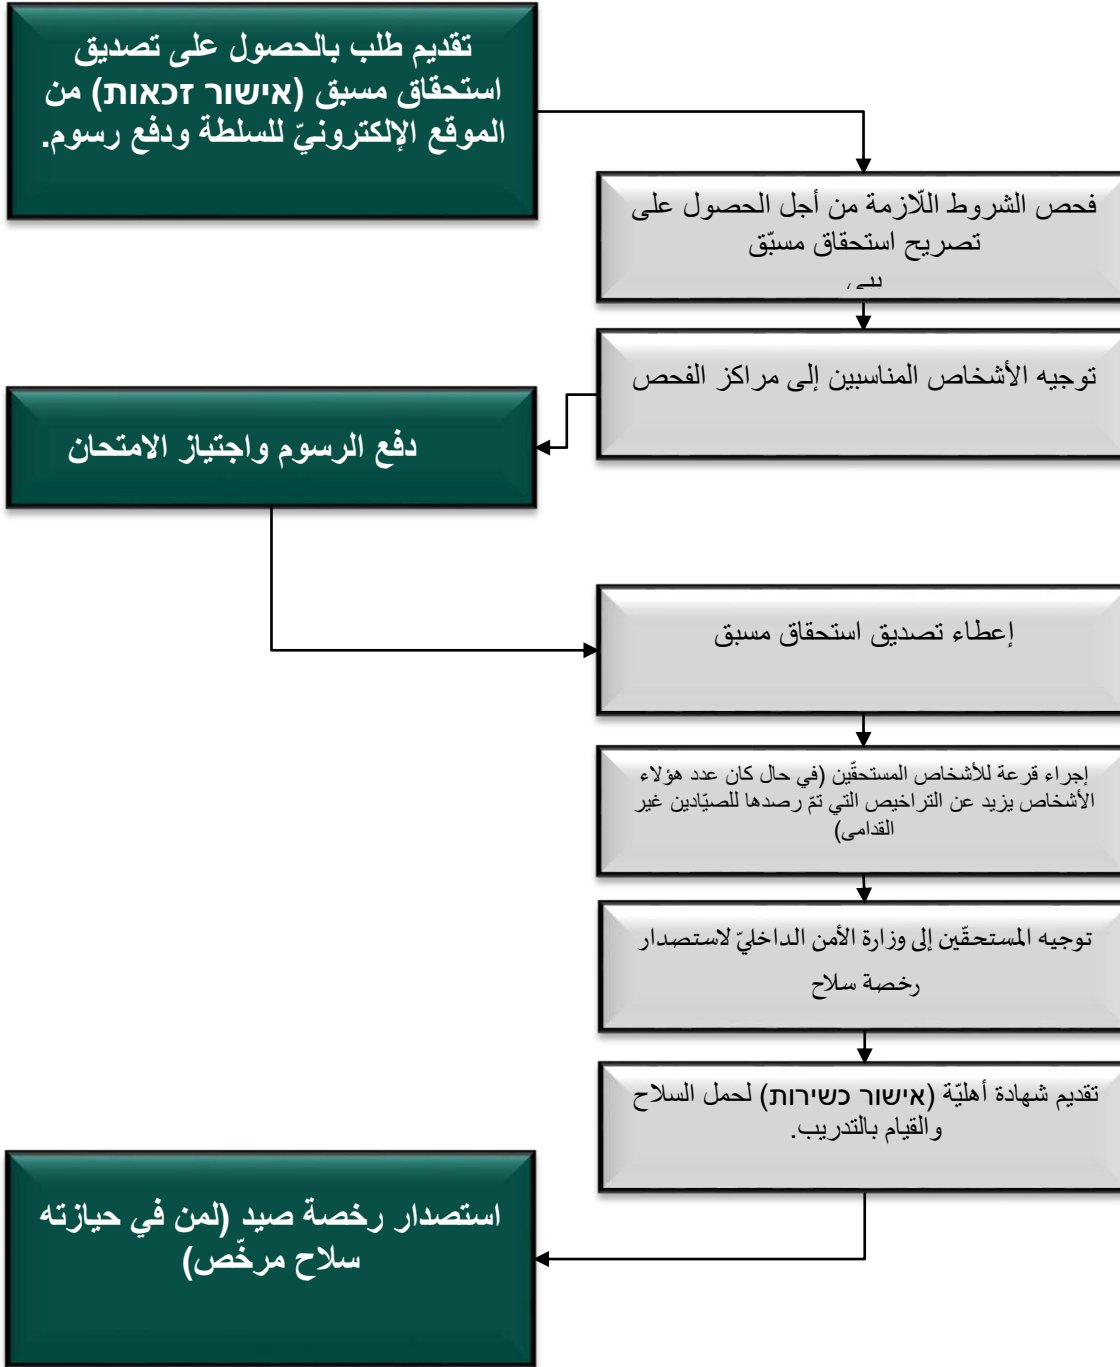 تقديم طلب بالحصول على تصديق
استحقاق مسبق (אישור זכאות) من
الموقع الإلكترونيّ للسلطة ودفع رسوم.
فحص الشروط اللّازمة من أجل الحصول على
تصريح استحقاق مسبّق
توجيه الأشخاص المناسبين إلى مراكز الفحص
دفع الرسوم واجتياز الامتحان
إعطاء تصديق استحقاق مسبق
إجراء قرعة للأشخاص المستحقّين (في حال كان عدد هؤلاء
الأشخاص يزيد عن التراخيص التي تمّ رصدها للصيّادين غير
القدامى)
توجيه المستحقّين إلى وزارة الأمن الداخليّ لاستصدار
رخصة سلاح
تقديم شهادة أهليّة (אישור כשירות) لحمل السلاح
والقيام بالتدريب.
استصدار رخصة صيد (لمن في حيازته
سلاح مرخّص)